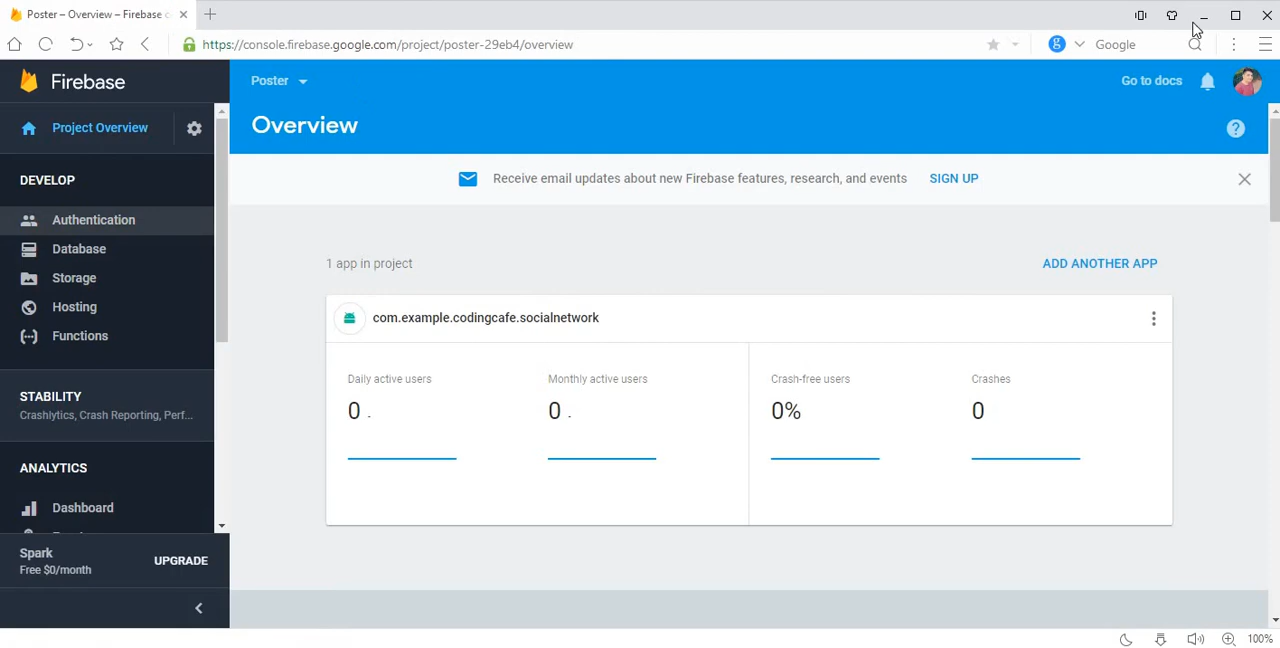 Poster – Overview – Firebase c
https://console.firebase.google.com/project/poster-29eb4/overview
Google
Firebase
Poster
Go to docs
Project Overview
Overview
DEVELOP
Receive email updates about new Firebase features, research, and events SIGN UP
Authentication
Database
Storage
Hosting
Functions
1 app in project
ADD ANOTHER APP
com.example.codingcafe.socialnetwork
Daily active users
Monthly active users
Crash-free users
Crashes
0 -
0 -
0%
0
STABILITY
Crashlytics, Crash Reporting, Perf...
ANALYTICS
Dashboard
Spark
Free $0/month
UPGRADE
100%